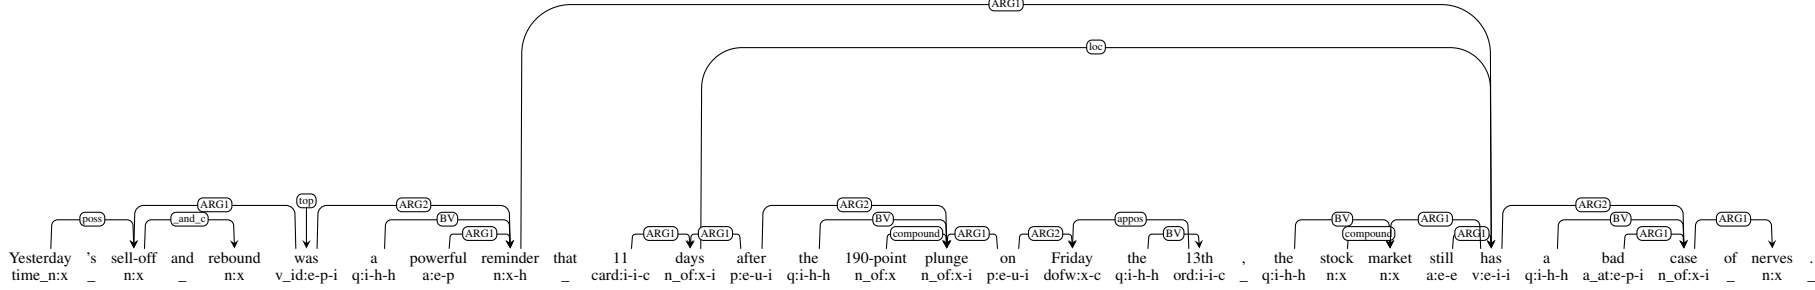 ARG1
loc
top
ARG1 ARG2 ARG2 ARG2
poss _and_c BV BV appos BV ARG1 BV ARG1
ARG1 ARG1 ARG1 compound ARG1 ARG2 BV compound ARG1 ARG1
Yesterday 's sell-off and rebound was a powerful reminder that 11 days after the 190-point plunge on Friday the 13th , the stock market still has a bad case of nerves .
time_n:x _ n:x _ n:x v_id:e-p-i q:i-h-h a:e-p n:x-h _ card:i-i-c n_of:x-i p:e-u-i q:i-h-h n_of:x n_of:x-i p:e-u-i dofw:x-c q:i-h-h ord:i-i-c _ q:i-h-h n:x n:x a:e-e v:e-i-i q:i-h-h a_at:e-p-i n_of:x-i _ n:x _